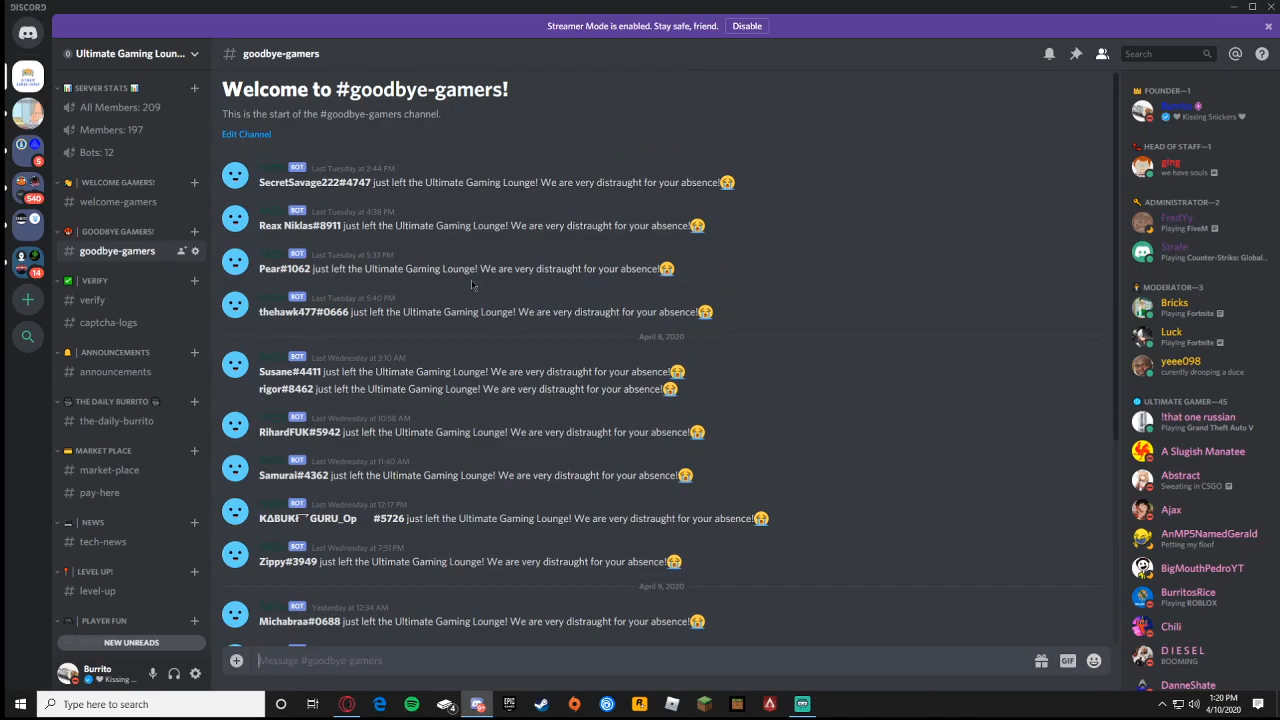 DISCORD
Streamer Mode is enabled. Stay safe, friend. Disable
Ultimate Gaming Loun...
SERVER STATS
All Members: 209
Members: 197
Bots: 12
WELCOME GAMERS!
welcome-gamers
GOODBYE GAMERS!
goodbye-gamers
VERIFY
verify
captcha-logs
ANNOUNCEMENTS
announcements
THE DAILY BURRITO
the-daily-burrito
MARKET PLACE
market-place
pay-here
NEWS
tech-news
LEVEL UP!
level-up
PLAYER FUN
NEW UNREADS
Burrito
Kissing ...
5
540
14
# goodbye-gamers
Search
Welcome to #goodbye-gamers!
This is the start of the #goodbye-gamers channel.
Edit Channel
BOT Last Tuesday at 2:44 PM
SecretSavage222#4747 just left the Ultimate Gaming Lounge! We are very distraught for your absence!😭
BOT Last Tuesday at 4:38 PM
Reax Niklas#8911 just left the Ultimate Gaming Lounge! We are very distraught for your absence!😭
BOT Last Tuesday at 5:33 PM
Pear#1062 just left the Ultimate Gaming Lounge! We are very distraught for your absence!😭
BOT Last Tuesday at 5:40 PM
thehawk477#0666 just left the Ultimate Gaming Lounge! We are very distraught for your absence!😭
April 8, 2020
BOT Last Wednesday at 3:10 AM
Susane#4411 just left the Ultimate Gaming Lounge! We are very distraught for your absence!😭
rigor#8462 just left the Ultimate Gaming Lounge! We are very distraught for your absence!😭
BOT Last Wednesday at 10:58 AM
RihardFUK#5942 just left the Ultimate Gaming Lounge! We are very distraught for your absence!😭
BOT Last Wednesday at 11:40 AM
Samurai#4362 just left the Ultimate Gaming Lounge! We are very distraught for your absence!😭
BOT Last Wednesday at 12:17 PM
GURU_Op #5726 just left the Ultimate Gaming Lounge! We are very distraught for your absence!😭
BOT Last Wednesday at 7:51 PM
Zippy#3949 just left the Ultimate Gaming Lounge! We are very distraught for your absence!😭
April 9, 2020
BOT Yesterday at 12:34 AM
Michabraa#0688 just left the Ultimate Gaming Lounge! We are very distraught for your absence!😭
Message #goodbye-gamers
GIF
FOUNDER—1
Burrito
Kissing Snickers
HEAD OF STAFF—1
ging
we have souls
ADMINISTRATOR—2
FredYy
Playing FiveM
Strafe
Playing Counter-Strike: Global...
MODERATOR—3
Bricks
Playing Fortnite
Luck
Playing Fortnite
yeee098
curently drooping a duce
ULTIMATE GAMER—45
!that one russian
Playing Grand Theft Auto V
A Slugish Manatee
Abstract
Sweating in CSGO
Ajax
AnMP5NamedGerald
Petting my floof
BigMouthPedroYT
BurritosRice
Playing ROBLOX
Chili
D I E S E L
BOOMING
DanneShate
Type here to search
1:20 PM
4/10/2020